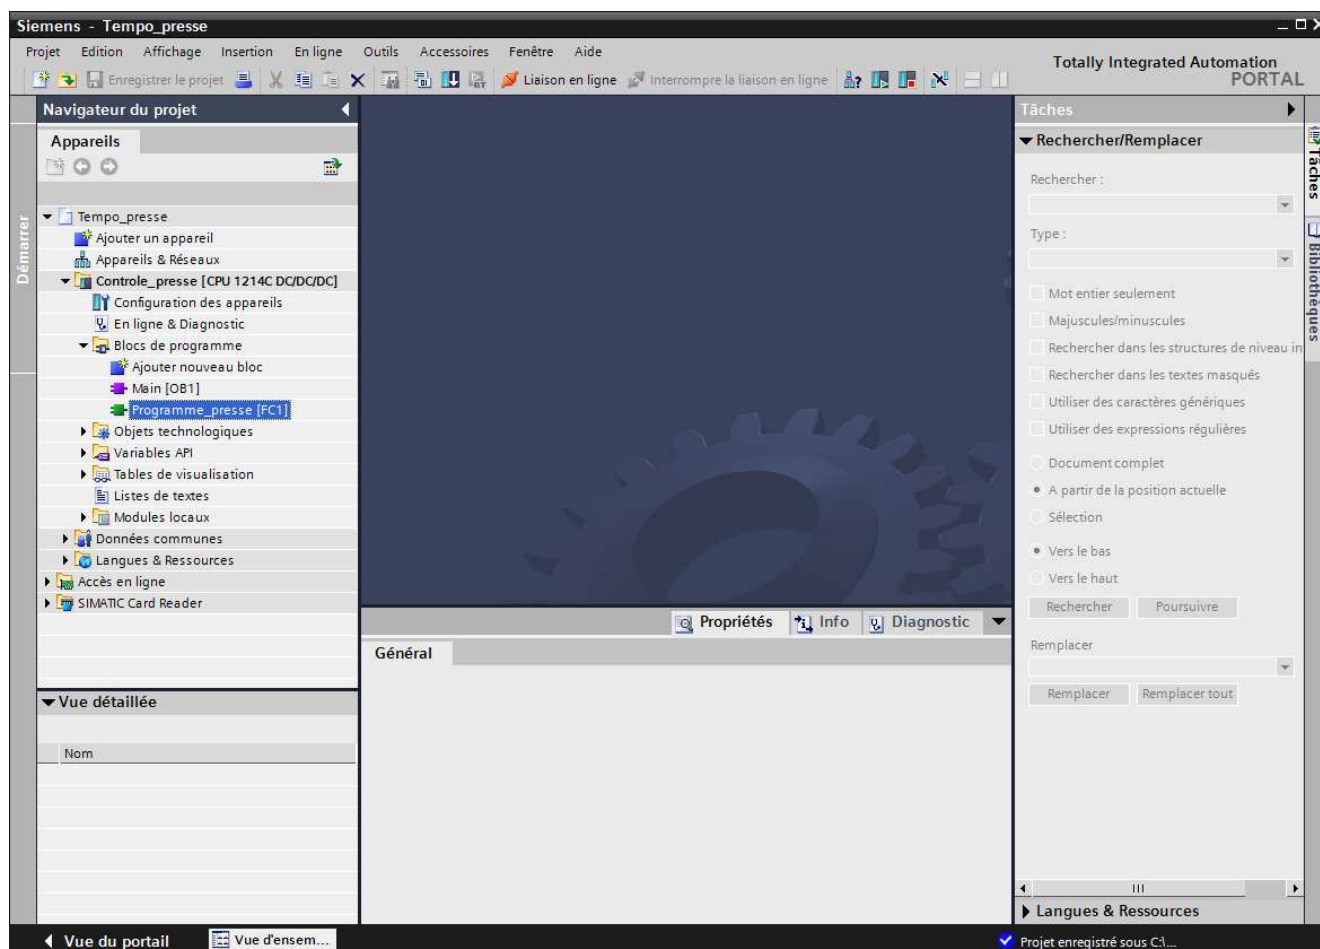 Siemens - Tempo_presse
Projet Edition Affichage Insertion En ligne Outils Accessoires Fenêtre Aide
Totally Integrated Automation
PORTAL
Enregistrer le projet Liaison en ligne Interrompre la liaison en ligne
Navigateur du projet
Appareils
Démarrer
Tempo_presse
Ajouter un appareil
Appareils & Réseaux
Controle_presse [CPU 1214C DC/DC/DC]
Configuration des appareils
En ligne & Diagnostic
Blocs de programme
Ajouter nouveau bloc
Main [OB1]
Programme_presse [FC1]
Objets technologiques
Variables API
Tables de visualisation
Listes de textes
Modules locaux
Données communes
Langues & Ressources
Accès en ligne
SIMATIC Card Reader
Vue détaillée
Nom
Propriétés Info Diagnostic
Général
Tâches
Rechercher/Remplacer
Rechercher :
Type :
Mot entier seulement
Majuscules/minuscules
Rechercher dans les structures de niveau in
Rechercher dans les textes masqués
Utiliser des caractères génériques
Utiliser des expressions régulières
Document complet
A partir de la position actuelle
Sélection
Vers le bas
Vers le haut
Rechercher Poursuivre
Remplacer
Remplacer Remplacer tout
Langues & Ressources
Tâches
Bibliothèques
Vue du portail Vue d'ensem...
Projet enregistré sous C:\...